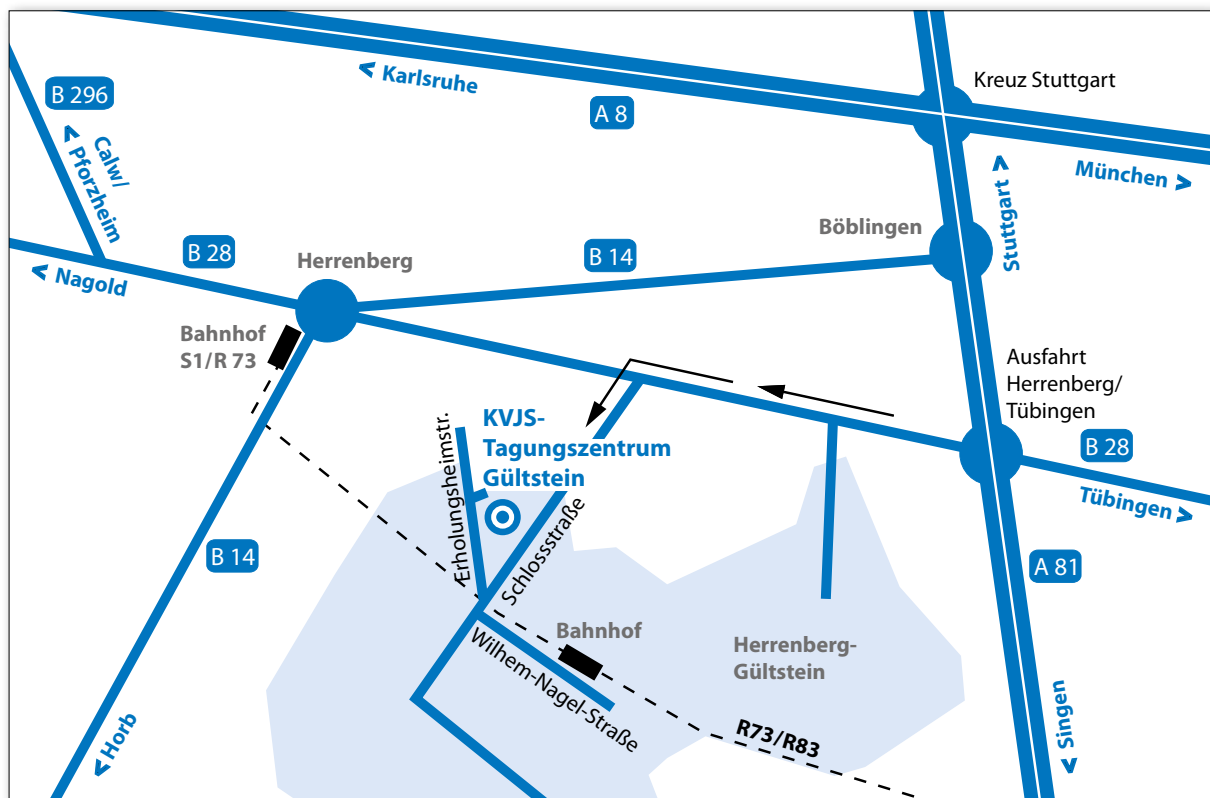 B 296
< Karlsruhe
Kreuz Stuttgart
A 8
Calw/
< Pforzheim
München >
Stuttgart >
Böblingen
B 28
Herrenberg
B 14
< Nagold
Bahnhof
S1/R 73
Ausfahrt
Herrenberg/
Tübingen
KVJS-
Tagungszentrum
Gültstein
B 28
Tübingen >
Erholungsheimstr.
Schlossstraße
B 14
A 81
Bahnhof
Herrenberg-
Gültstein
Wilhem-Nagel-Straße
R73/R83
< Horb
< Singen